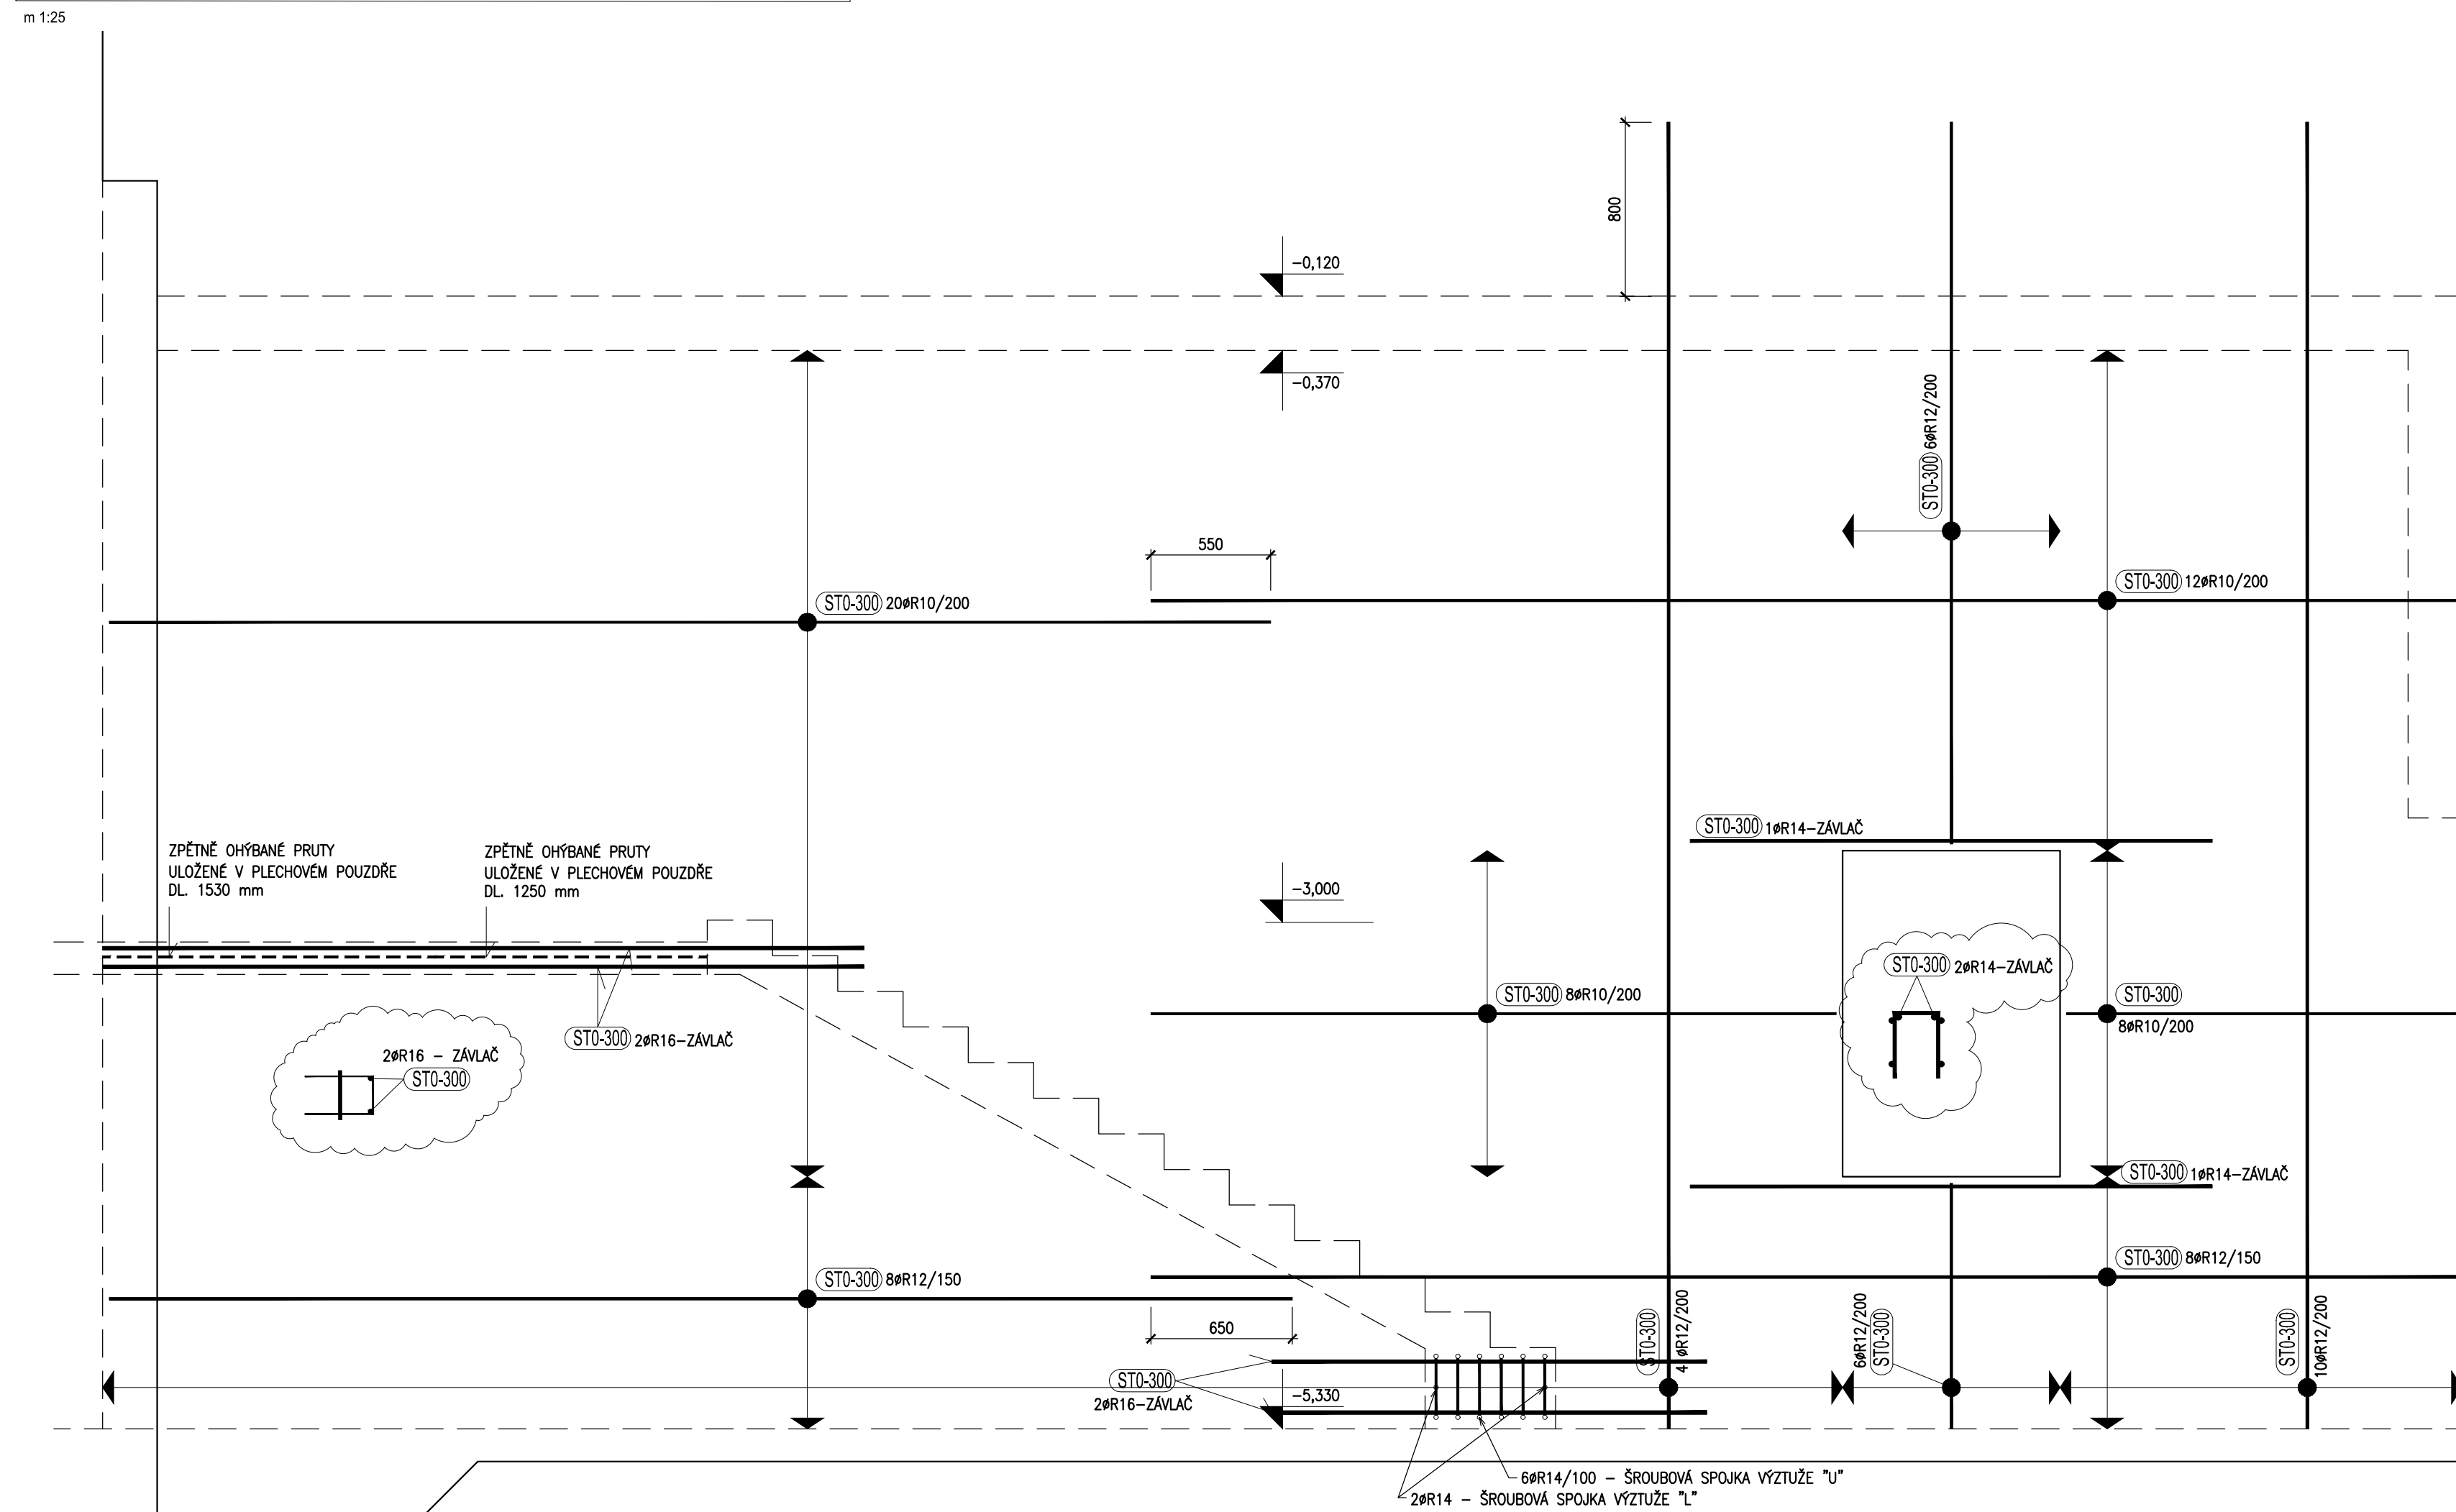 m 1:25
800
-0,120
-0,370
ST0-300 6øR12/200
550
ST0-300 20øR10/200
ST0-300 12øR10/200
ST0-300 1øR14-ZÁVLAČ
ZPĚTNĚ OHÝBANÉ PRUTY
ULOŽENÉ V PLECHOVÉM POUZDŘE
DL. 1530 mm
ZPĚTNĚ OHÝBANÉ PRUTY
ULOŽENÉ V PLECHOVÉM POUZDŘE
DL. 1250 mm
-3,000
ST0-300 2øR14-ZÁVLAČ
ST0-300 8øR10/200
ST0-300
8øR10/200
ST0-300 2øR16-ZÁVLAČ
2øR16 - ZÁVLAČ
ST0-300
ST0-300 1øR14-ZÁVLAČ
ST0-300 8øR12/150
ST0-300 8øR12/150
650
ST0-300
4 øR12/200
6øR12/200
ST0-300
ST0-300
10øR12/200
ST0-300
2øR16-ZÁVLAČ
-5,330
6øR14/100 - ŠROUBOVÁ SPOJKA VÝZTUŽE "U"
2øR14 - ŠROUBOVÁ SPOJKA VÝZTUŽE "L"